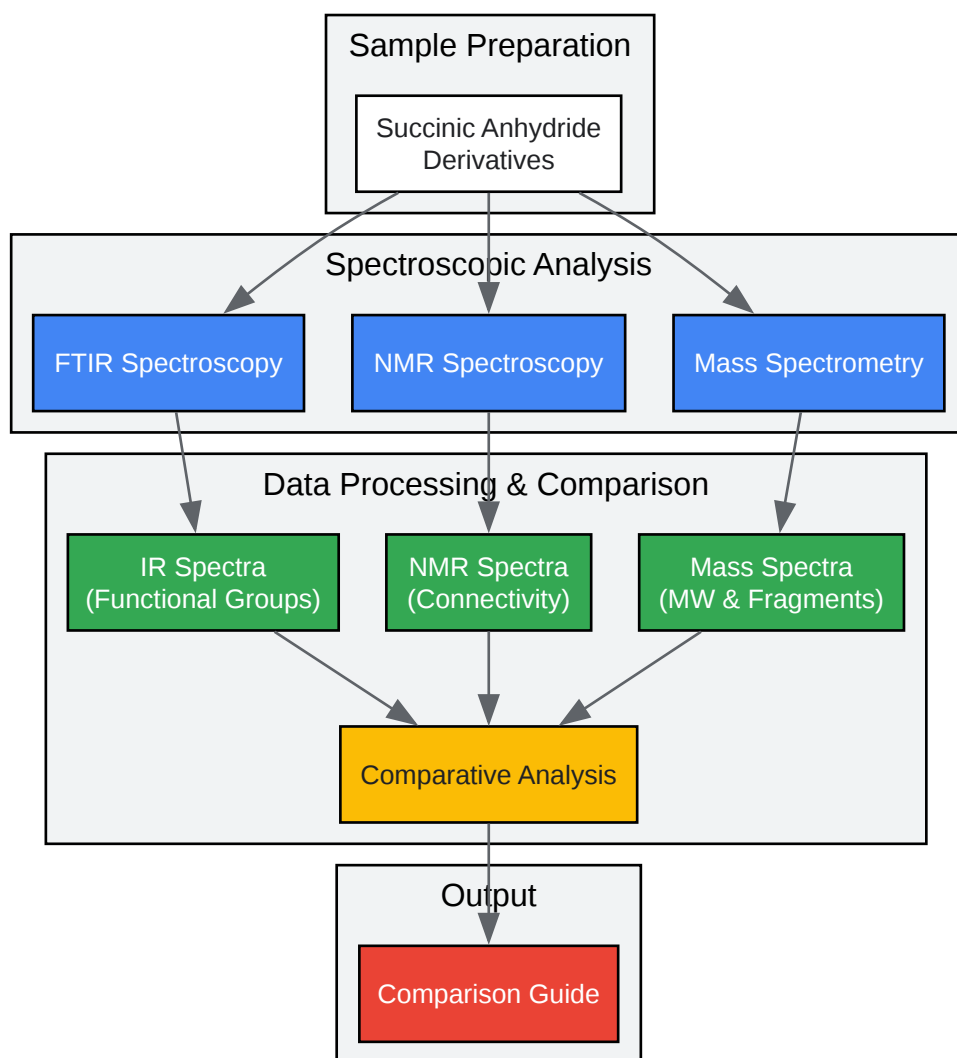 Sample Preparation
Succinic Anhydride
Derivatives
Spectroscopic Analysis
FTIR Spectroscopy
NMR Spectroscopy
Mass Spectrometry
Data Processing & Comparison
IR Spectra
(Functional Groups)
NMR Spectra
(Connectivity)
Mass Spectra
(MW & Fragments)
Comparative Analysis
Output
Comparison Guide